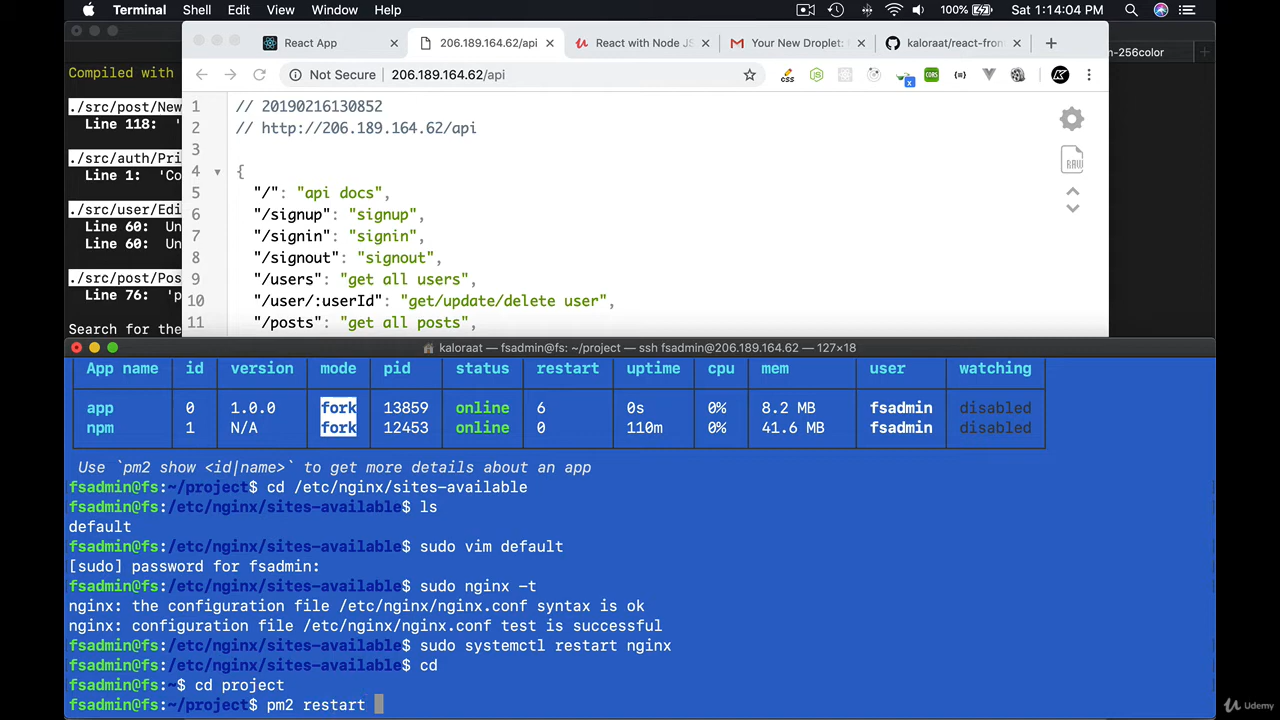 Terminal Shell Edit View Window Help 100% Sat 1:14:04 PM
React App 206.189.164.62/api React with Node JS Your New Droplet: kaloraat/react-fron
n-256color
Not Secure 206.189.164.62/api
Compiled with
./src/post/New
Line 118: '
./src/auth/Pri
Line 1: 'Co
./src/user/Edi
Line 60: Un
Line 60: Un
./src/post/Pos
Line 76: 'p
Search for the
1 // 20190216130852
2 // http://206.189.164.62/api
3
4 {
5 "/": "api docs",
6 "/signup": "signup",
7 "/signin": "signin",
8 "/signout": "signout",
9 "/users": "get all users",
10 "/user/:userId": "get/update/delete user",
11 "/posts": "get all posts",
RAW
kaloraat — fsadmin@fs: ~/project — ssh fsadmin@206.189.164.62 — 127×18
App name id version mode pid status restart uptime cpu mem user watching
app 0 1.0.0 fork 13859 online 6 0s 0% 8.2 MB fsadmin disabled
npm 1 N/A fork 12453 online 0 110m 0% 41.6 MB fsadmin disabled
Use `pm2 show <id|name>` to get more details about an app
fsadmin@fs:~/project$ cd /etc/nginx/sites-available
fsadmin@fs:/etc/nginx/sites-available$ ls
default
fsadmin@fs:/etc/nginx/sites-available$ sudo vim default
[sudo] password for fsadmin:
fsadmin@fs:/etc/nginx/sites-available$ sudo nginx -t
nginx: the configuration file /etc/nginx/nginx.conf syntax is ok
nginx: configuration file /etc/nginx/nginx.conf test is successful
fsadmin@fs:/etc/nginx/sites-available$ sudo systemctl restart nginx
fsadmin@fs:/etc/nginx/sites-available$ cd
fsadmin@fs:~$ cd project
fsadmin@fs:~/project$ pm2 restart
Udemy